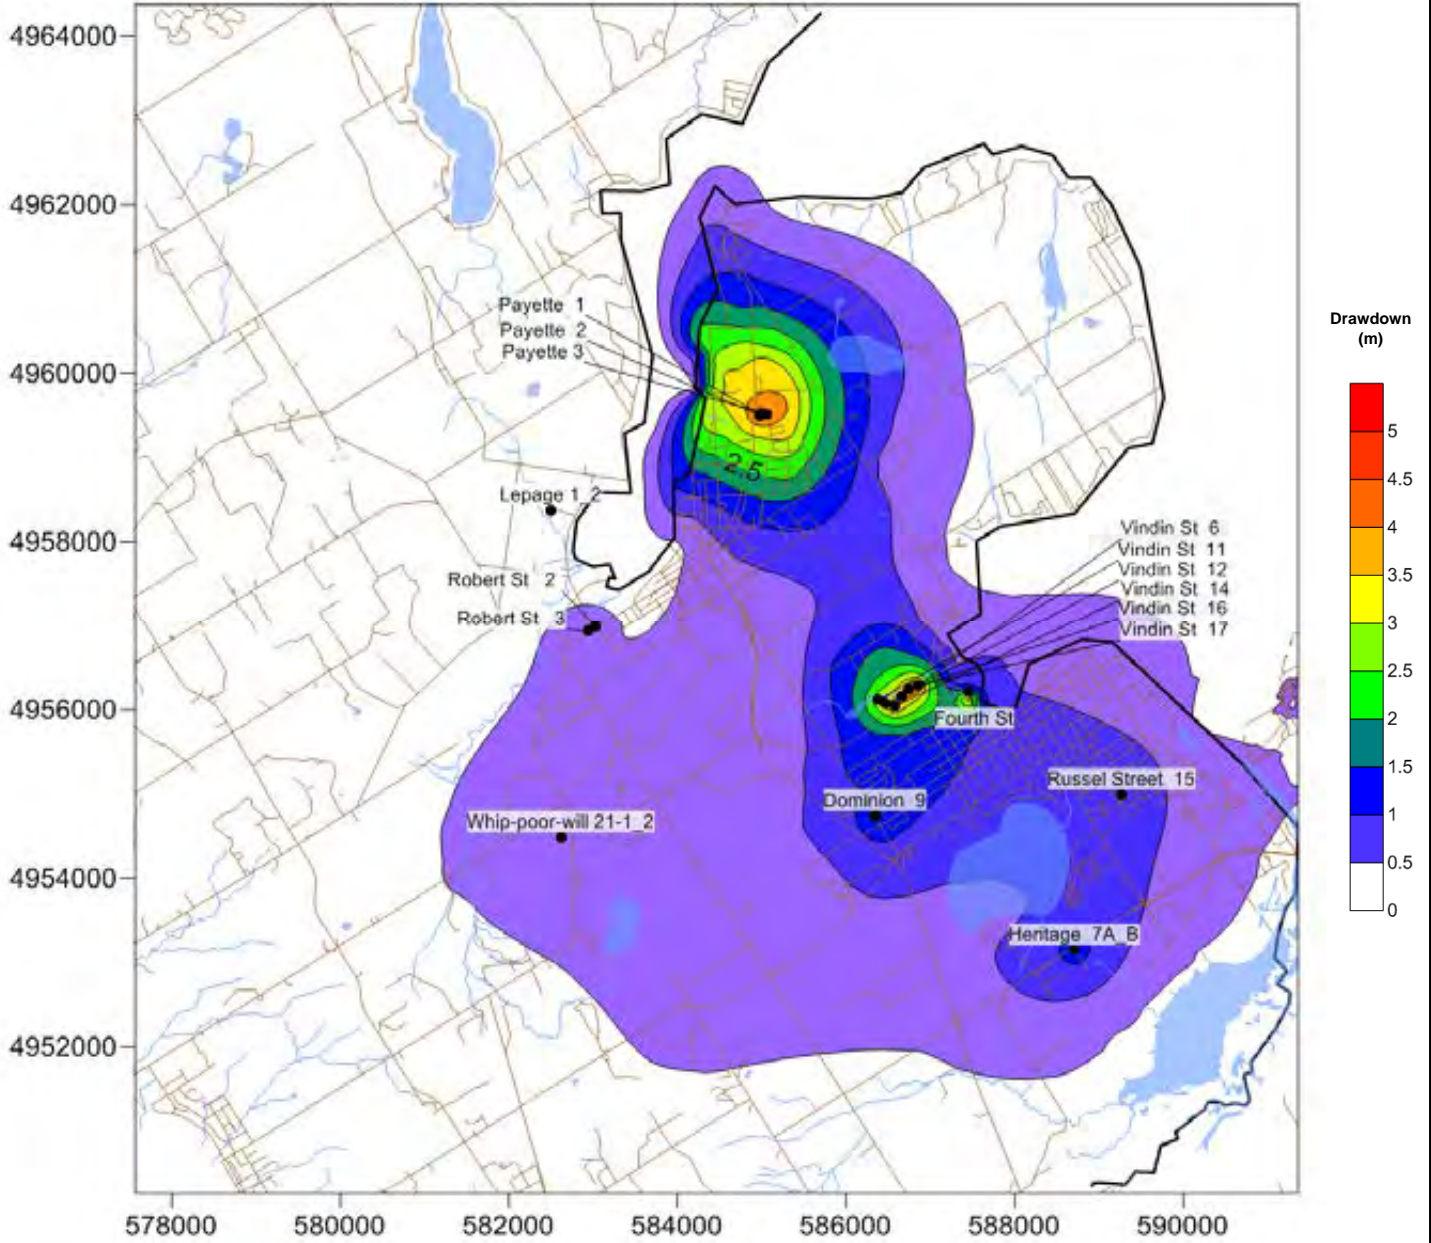 4964000
4962000
4960000
4958000
4956000
4954000
4952000
578000
580000
582000
584000
586000
588000
590000
Payette 1
Payette 2
Payette 3
2.5
Lepage 1_2
Robert St 2
Robert St 3
Vindin St 6
Vindin St 11
Vindin St 12
Vindin St 14
Vindin St 16
Vindin St 17
Fourth St
Russel Street 15
Dominion 9
Whip-poor-will 21-1_2
Heritage 7A_B
Drawdown
(m)
5
4.5
4
3.5
3
2.5
2
1.5
1
0.5
0